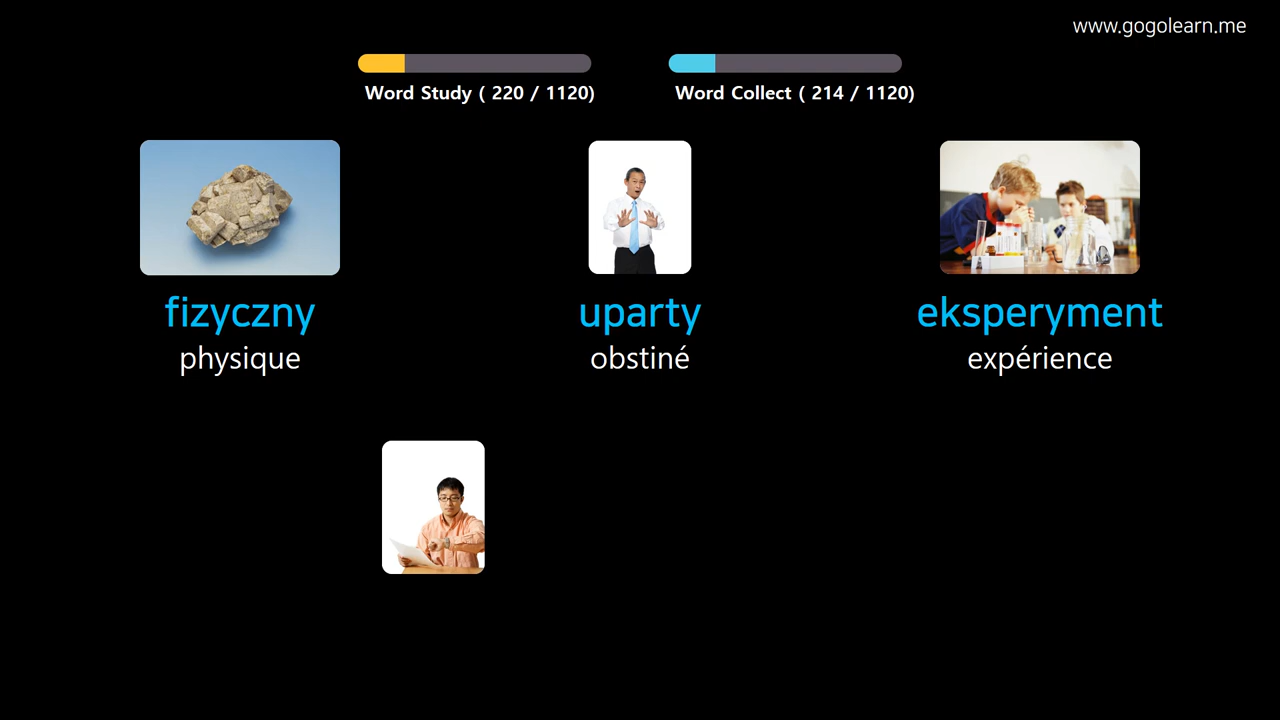 www.gogolearn.me
Word Study ( 220 / 1120)
Word Collect ( 214 / 1120)
fizyczny
physique
uparty
obstiné
eksperyment
expérience